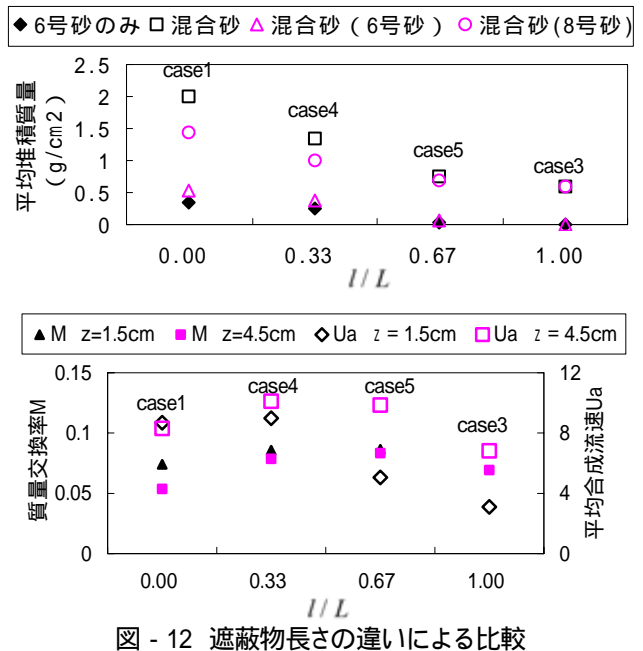 ◆ 6号砂のみ □ 混合砂 △ 混合砂（6号砂） ○ 混合砂(8号砂)
平均堆積質量
(g/cm2)
2.5
2
1.5
1
0.5
0
case1
case4
case5
case3
0.00 0.33 0.67 1.00
l/L
▲ M z=1.5cm ■ M z=4.5cm ◇ Ua z = 1.5cm □ Ua z = 4.5cm
質量交換率M
0.15
0.1
0.05
0
case1
case4
case5
case3
12
8
4
0
平均合成流速Ua
0.00 0.33 0.67 1.00
l/L
図 - 12 遮蔽物長さの違いによる比較